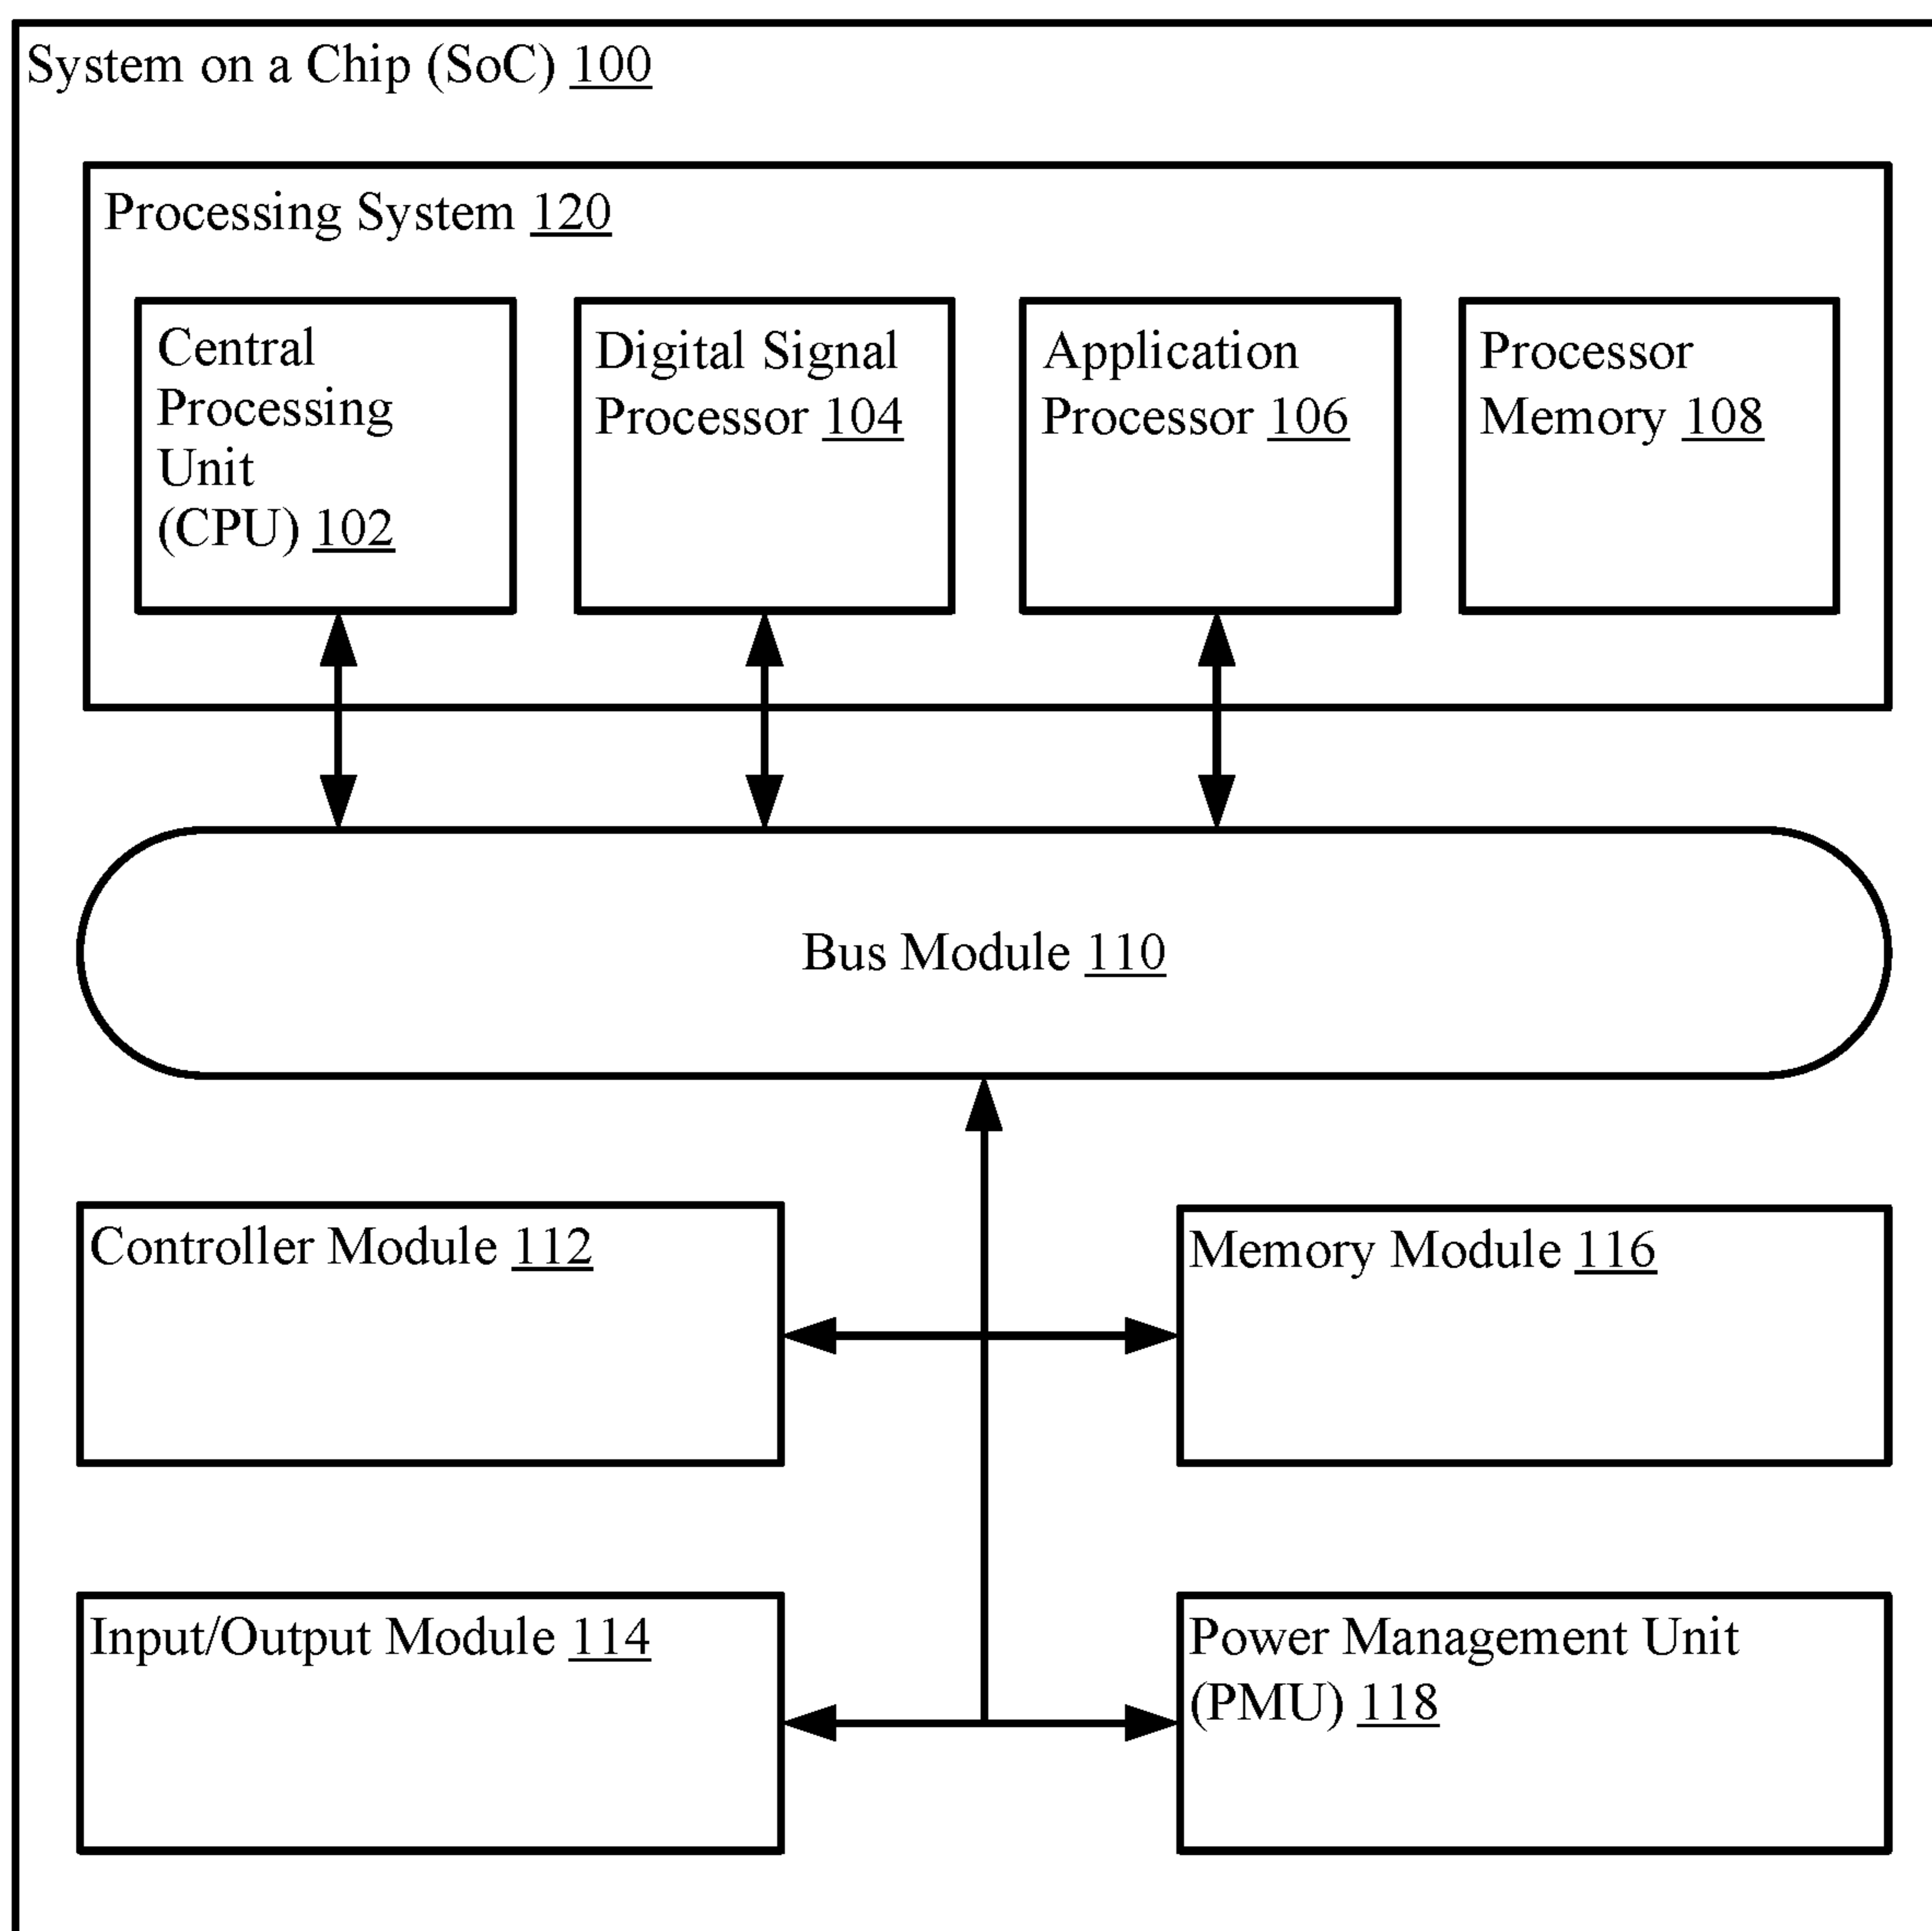 System on a Chip (SoC) 100
Processing System 120
Central
Processing
Unit
(CPU) 102
Digital Signal
Processor 104
Application
Processor 106
Processor
Memory 108
Bus Module 110
Controller Module 112
Memory Module 116
Input/Output Module 114
Power Management Unit
(PMU) 118